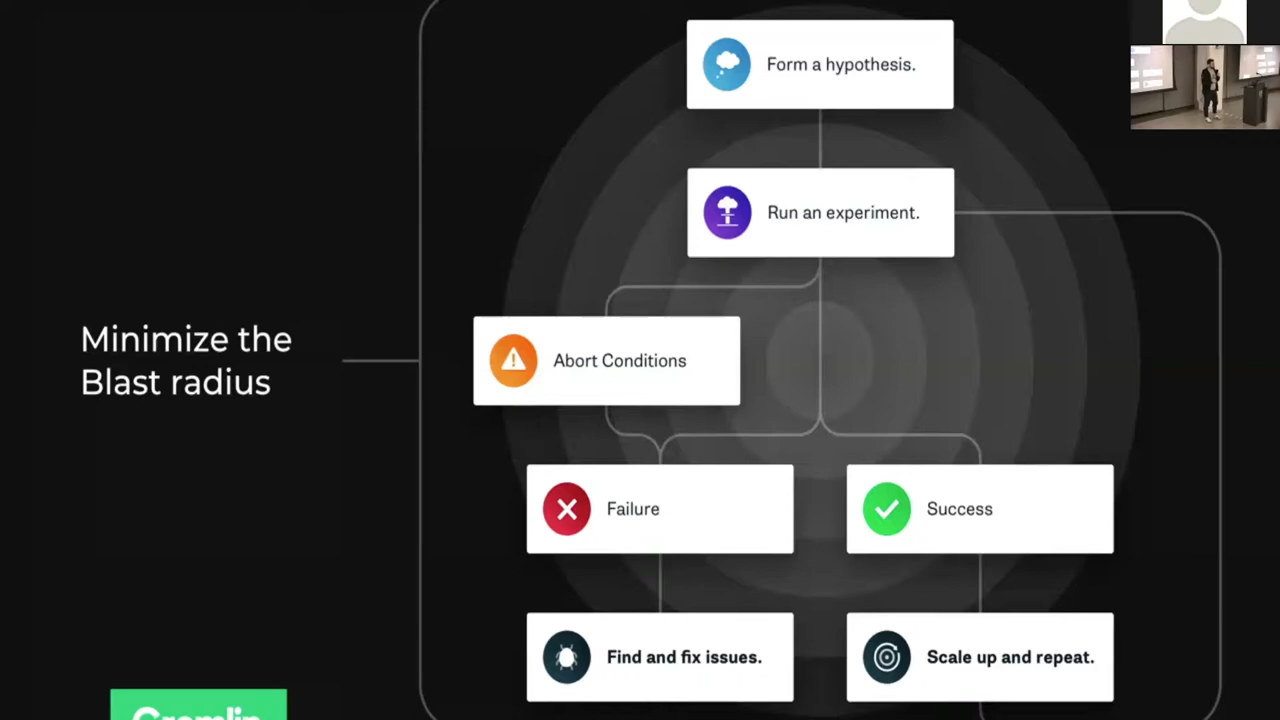 Form a hypothesis.
Run an experiment.
Minimize the
Blast radius
Abort Conditions
Failure
Success
Find and fix issues.
Scale up and repeat.
Gremlin